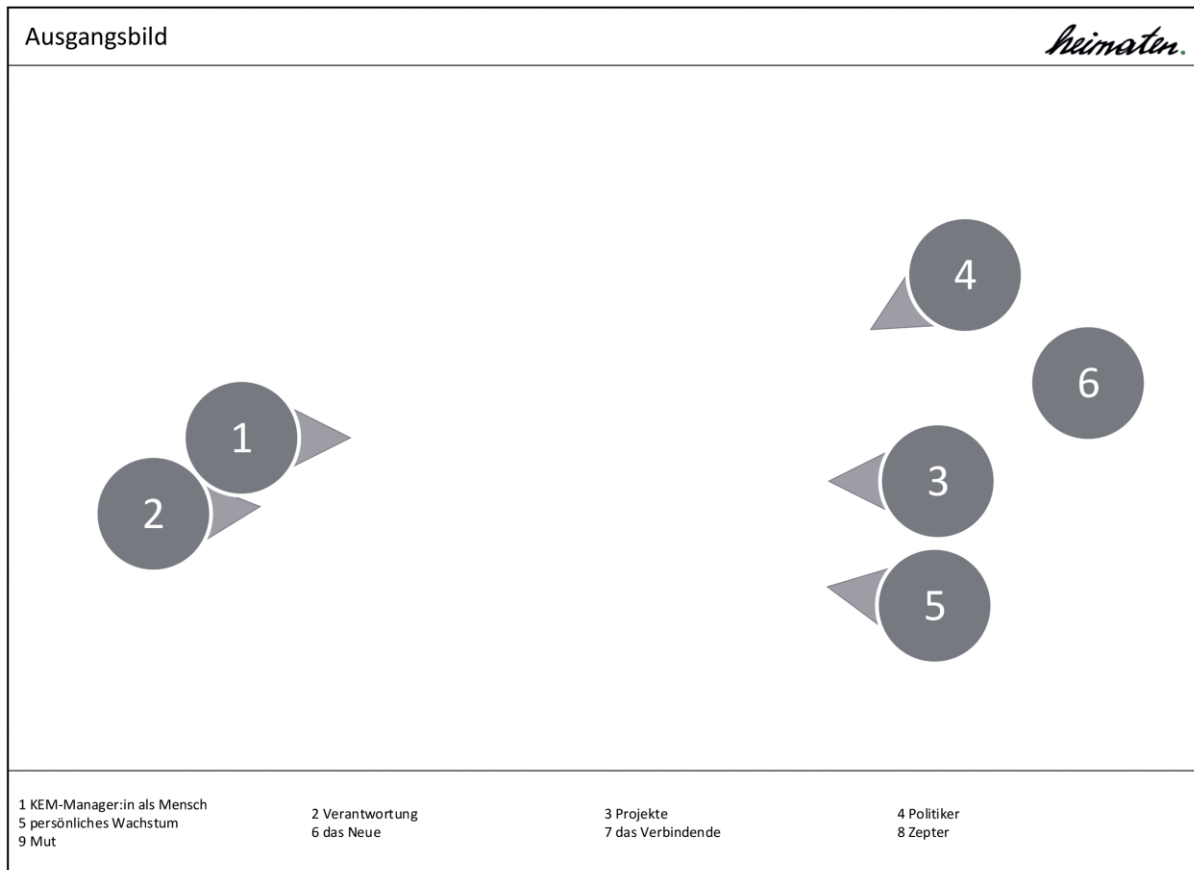 Ausgangsbild
heimaten.
4
6
1
3
2
5
1 KEM-Manager:in als Mensch
2 Verantwortung
3 Projekte
4 Politiker
5 persönliches Wachstum
6 das Neue
7 das Verbindende
8 Zepter
9 Mut